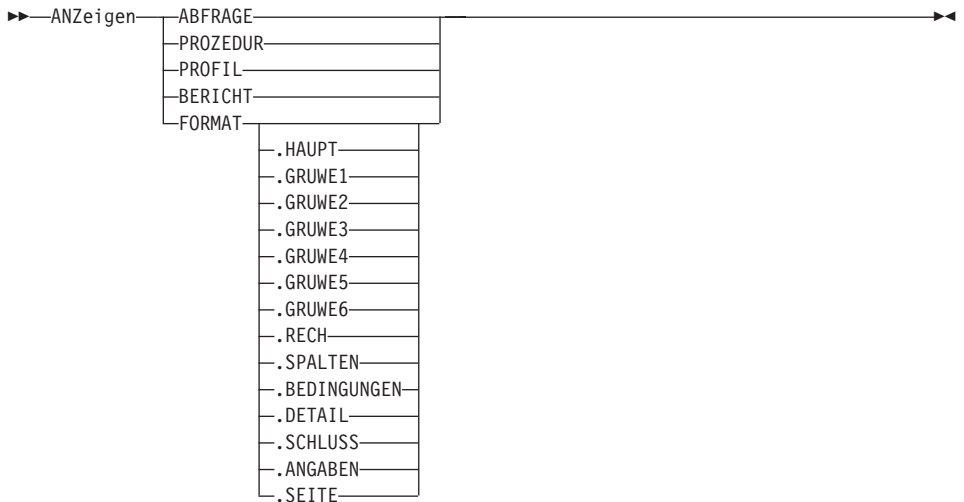 ANZeigen ABFRAGE
PROZEDUR
PROFIL
BERICHT
FORMAT
.HAUPT
.GRUWE1
.GRUWE2
.GRUWE3
.GRUWE4
.GRUWE5
.GRUWE6
.RECH
.SPALTEN
.BEDINGUNGEN
.DETAIL
.SCHLUSS
.ANGABEN
.SEITE